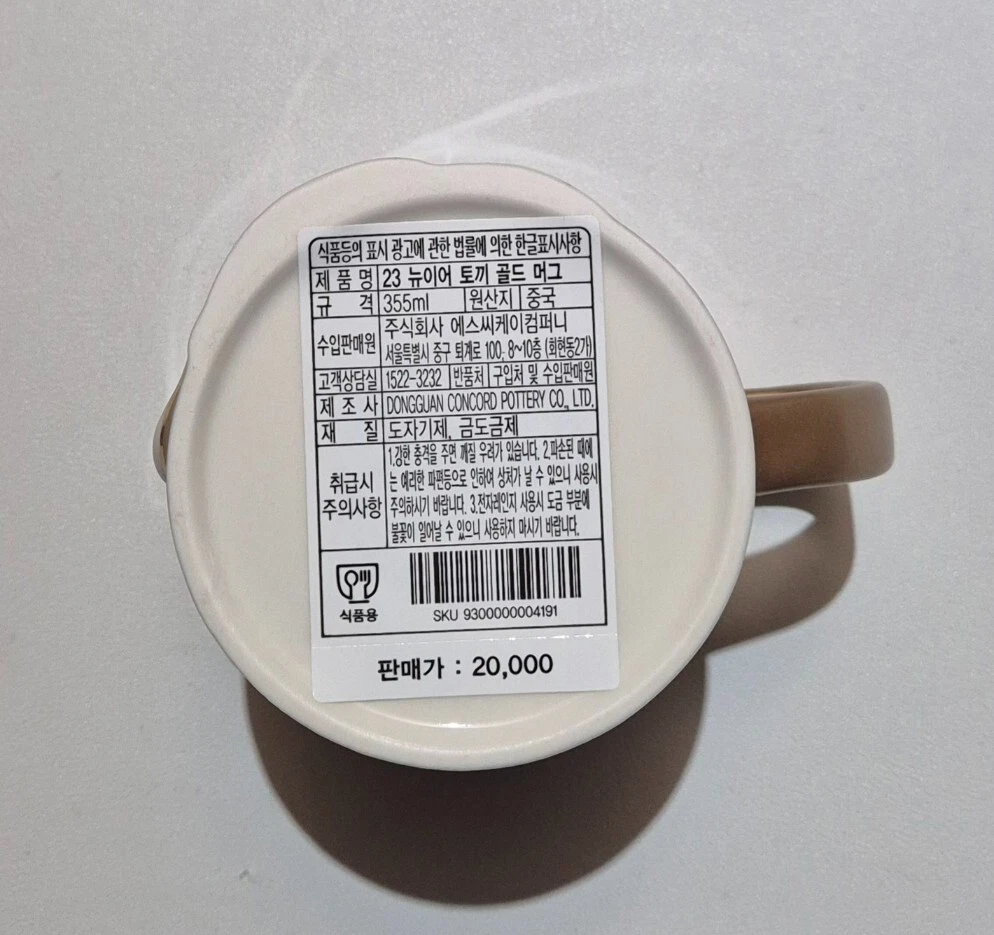 식품등의 표시 광고에 관한 법률에 의한 한글표시사항
제품명 23 뉴이어 토끼 골드 머그
규격 355ml 원산지 중국
수입판매원 주식회사 에스씨케이컴퍼니
서울특별시 중구 퇴계로 100, 8~10층 (회현동2가)
고객상담실 1522-3232 반품처 구입처 및 수입판매원
제조사 DONGGUAN CONCORD POTTERY CO., LTD.
재질 도자기제, 금도금제
취급시 주의사항
1.강한 충격을 주면 깨질 우려가 있습니다. 2.파손된 때에
는 예리한 파편등으로 인하여 상처가 날 수 있으니 사용시
주의하시기 바랍니다. 3.전자레인지 사용시 도금 부분에
불꽃이 일어날 수 있으니 사용하지 마시기 바랍니다.
식품용
SKU 9300000004191
판매가 : 20,000